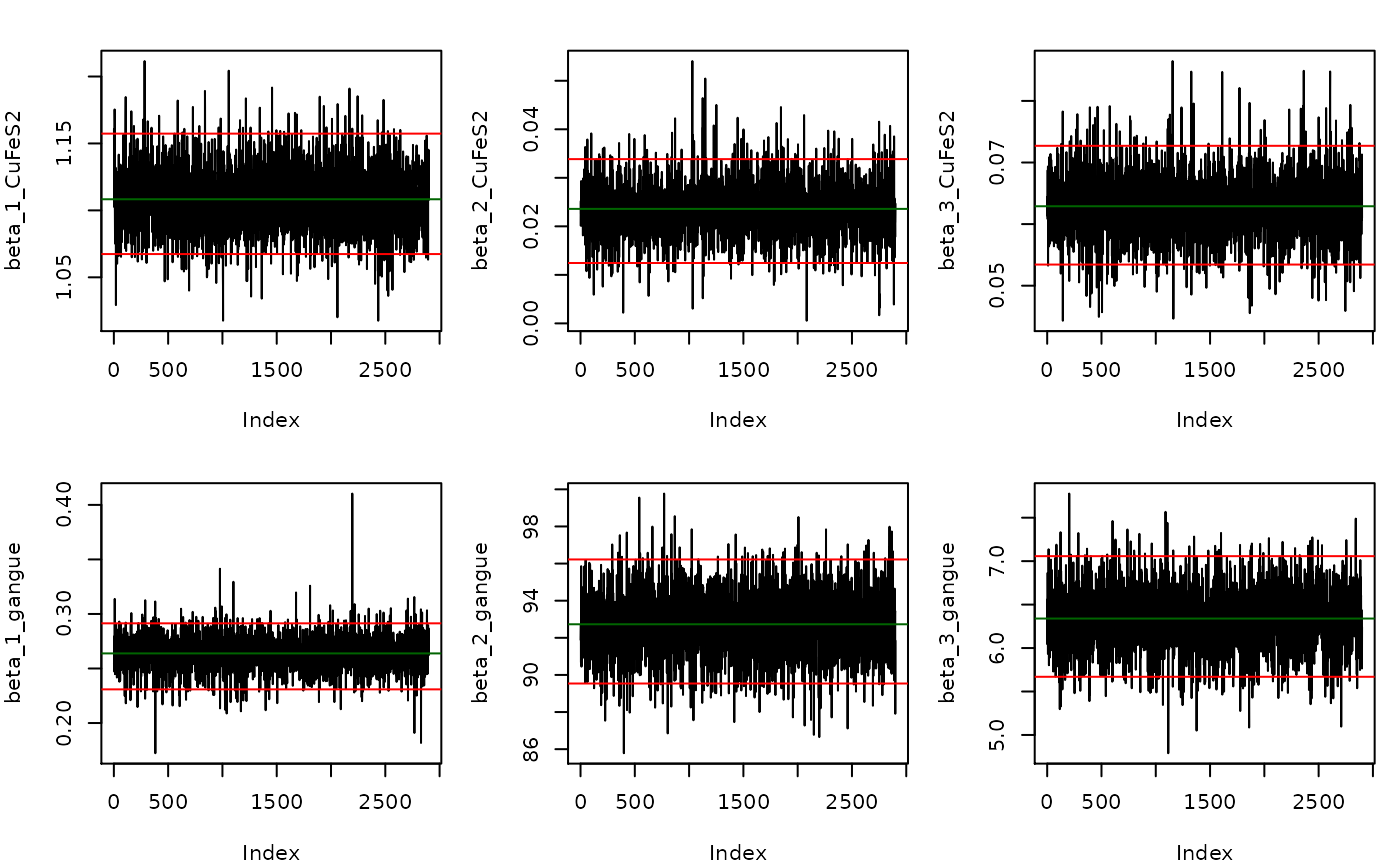 beta_1_CuFeS2
1.05 1.15
0 500 1500 2500
Index
beta_2_CuFeS2
0.00 0.02 0.04
0 500 1500 2500
Index
beta_3_CuFeS2
0.05 0.07
0 500 1500 2500
Index
beta_1_gangue
0.20 0.30 0.40
0 500 1500 2500
Index
beta_2_gangue
86 90 94 98
0 500 1500 2500
Index
beta_3_gangue
5.0 6.0 7.0
0 500 1500 2500
Index